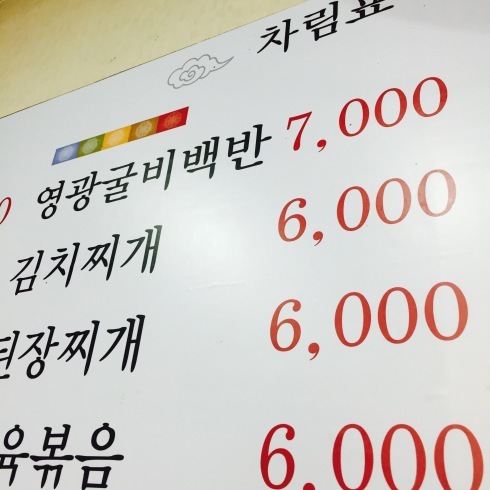 차림표
0 영광굴비백반 7,000
김치찌개 6,000
된장찌개 6,000
육볶음 6,000